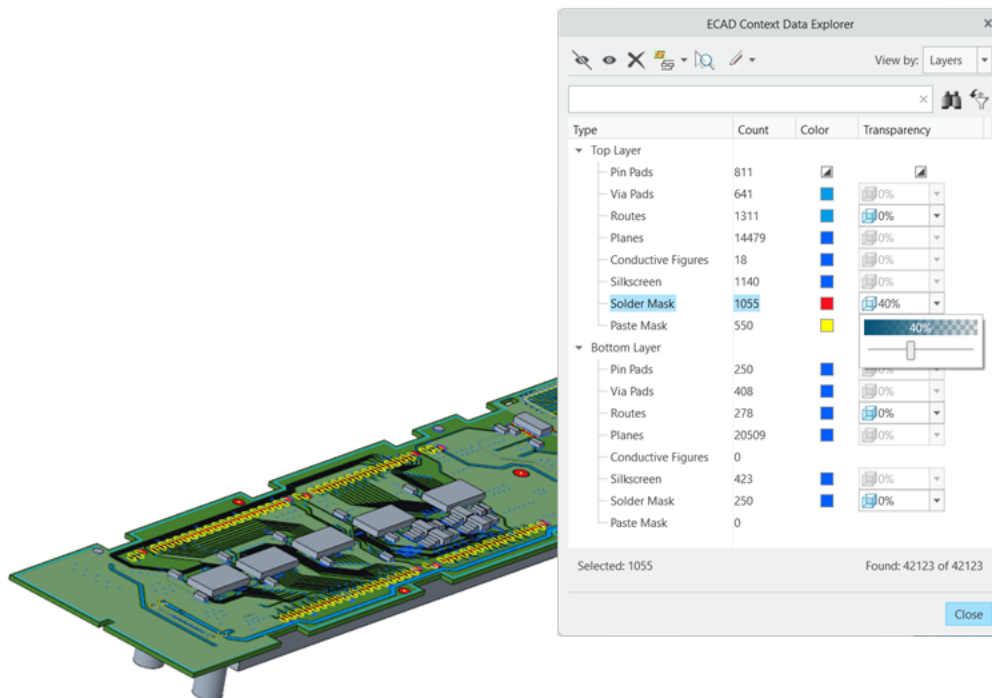 ECAD Context Data Explorer ×
View by: Layers
Type Count Color Transparency
Top Layer
Pin Pads 811
Via Pads 641 0%
Routes 1311 0%
Planes 14479 0%
Conductive Figures 18 0%
Silkscreen 1140 0%
Solder Mask 1055 40%
Paste Mask 550 40%
Bottom Layer
Pin Pads 250 0%
Via Pads 408 0%
Routes 278 0%
Planes 20509 0%
Conductive Figures 0
Silkscreen 423 0%
Solder Mask 250 0%
Paste Mask 0
Selected: 1055 Found: 42123 of 42123
Close